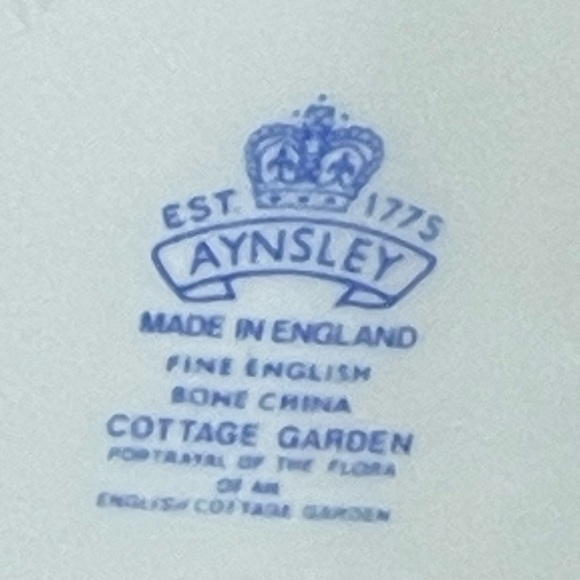 EST 1775
AYNSLEY
MADE IN ENGLAND
FINE ENGLISH
BONE CHINA
COTTAGE GARDEN
PORTRAYAL OF THE FLORA
OF AN
ENGLISH COTTAGE GARDEN